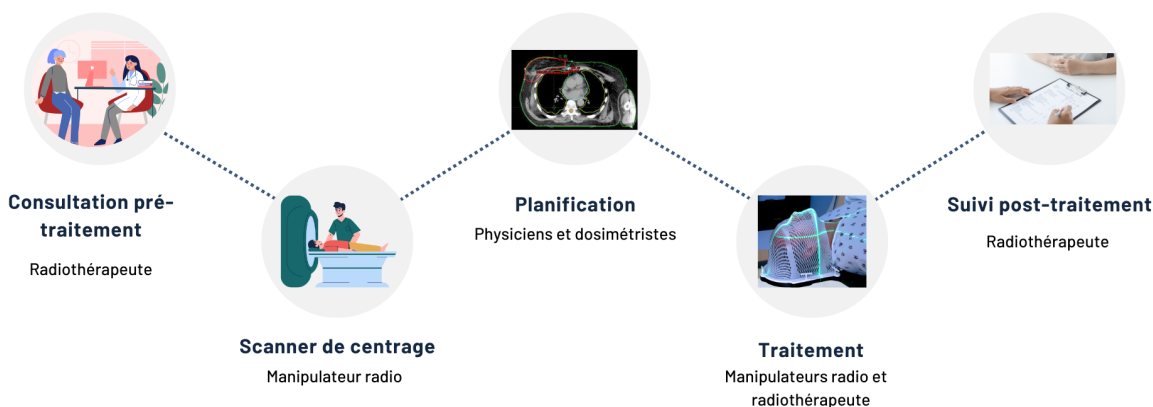 Consultation pré-
traitement
Radiothérapeute
Scanner de centrage
Manipulateur radio
Planification
Physiciens et dosimétristes
Traitement
Manipulateurs radio et
radiothérapeute
Suivi post-traitement
Radiothérapeute